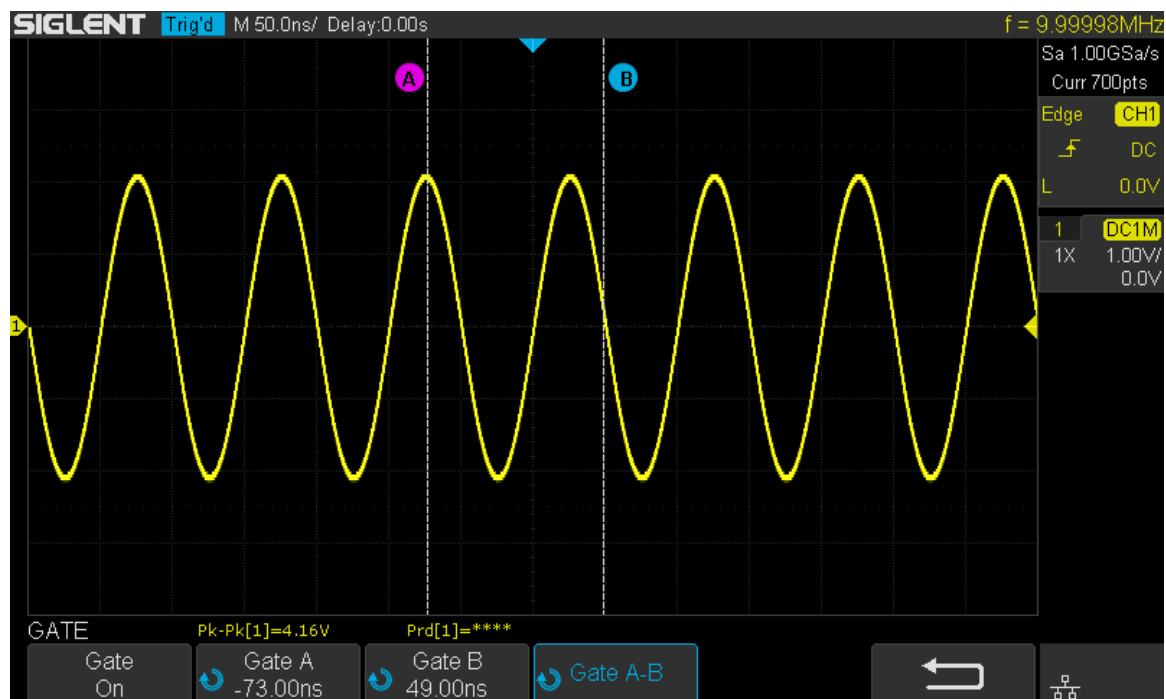 SIGLENT Trig'd M 50.0ns/ Delay:0.00s f = 9.99998MHz
Sa 1.00GSa/s
Curr 700pts
A B
Edge CH1
DC
L 0.0V
1 DC1M
1X 1.00V/
0.0V
1
GATE Pk-Pk[1]=4.16V Prd[1]=****
Gate
On
Gate A
-73.00ns
Gate B
49.00ns
Gate A-B